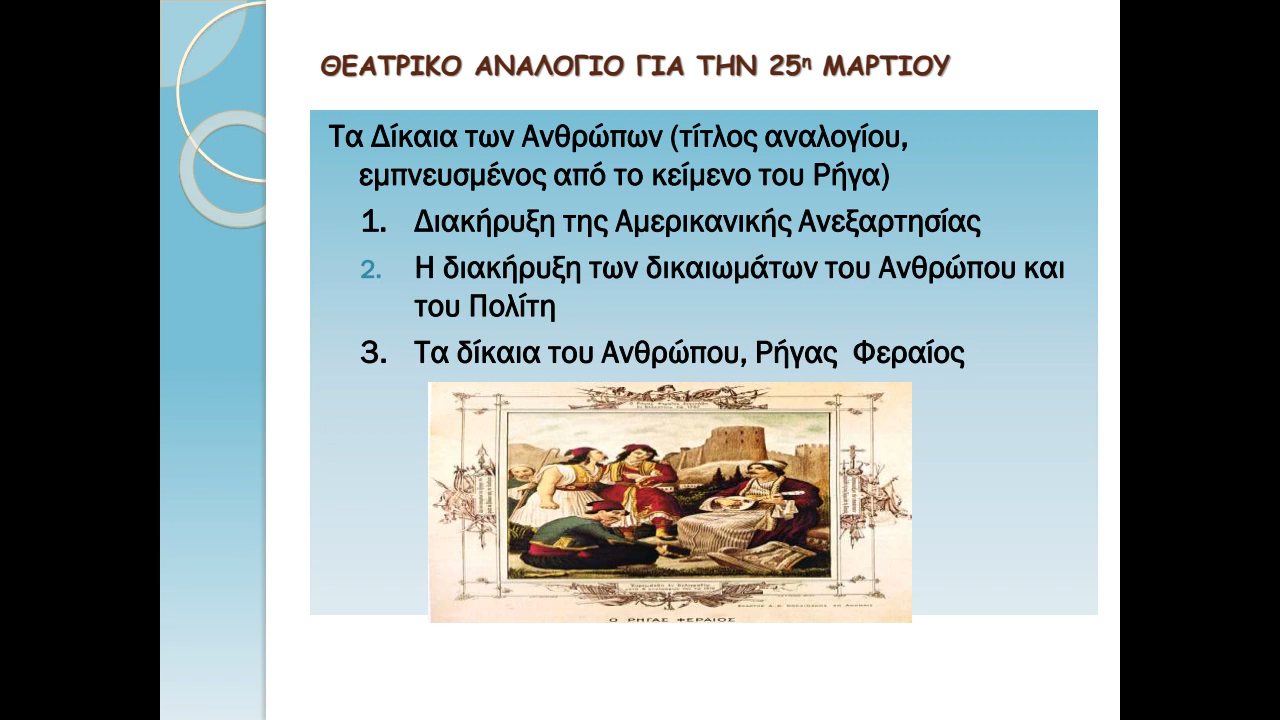 ΘΕΑΤΡΙΚΟ ΑΝΑΛΟΓΙΟ ΓΙΑ ΤΗΝ 25η ΜΑΡΤΙΟΥ
Τα Δίκαια των Ανθρώπων (τίτλος αναλογίου,
εμπνευσμένος από το κείμενο του Ρήγα)
1. Διακήρυξη της Αμερικανικής Ανεξαρτησίας
2. Η διακήρυξη των δικαιωμάτων του Ανθρώπου και
του Πολίτη
3. Τα δίκαια του Ανθρώπου, Ρήγας Φεραίος
Ο ΡΗΓΑΣ ΦΕΡΑΙΟΣ